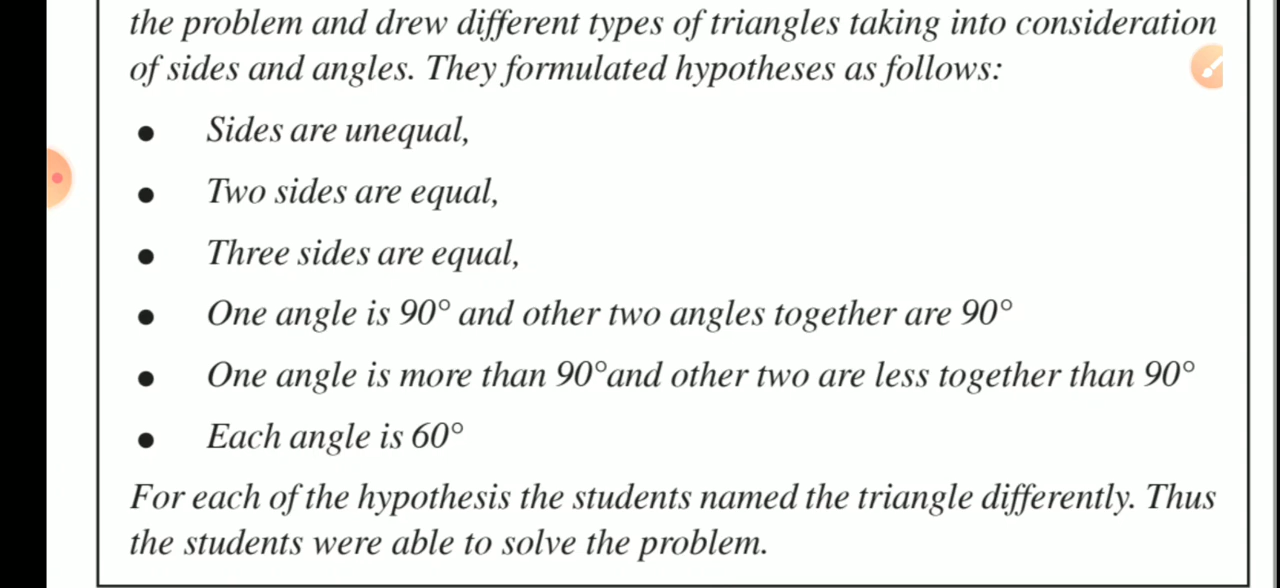 the problem and drew different types of triangles taking into consideration
of sides and angles. They formulated hypotheses as follows:
● Sides are unequal,
● Two sides are equal,
● Three sides are equal,
● One angle is 90° and other two angles together are 90°
● One angle is more than 90°and other two are less together than 90°
● Each angle is 60°
For each of the hypothesis the students named the triangle differently. Thus
the students were able to solve the problem.